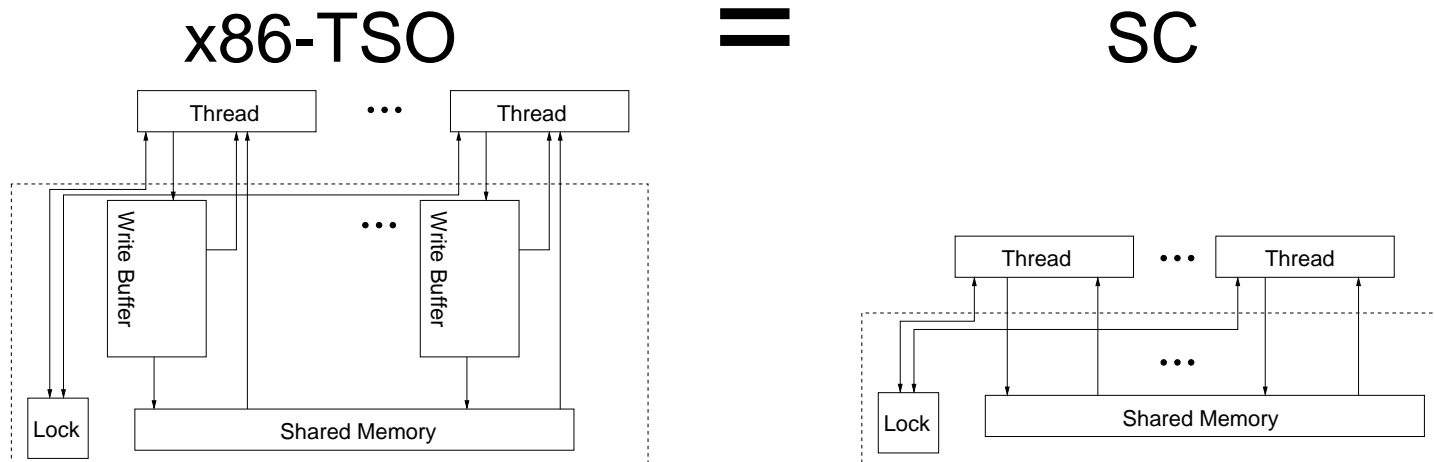 x86-TSO = SC
Thread ... Thread
Write Buffer ... Write Buffer
Thread ... Thread
...
Lock Shared Memory
Lock Shared Memory